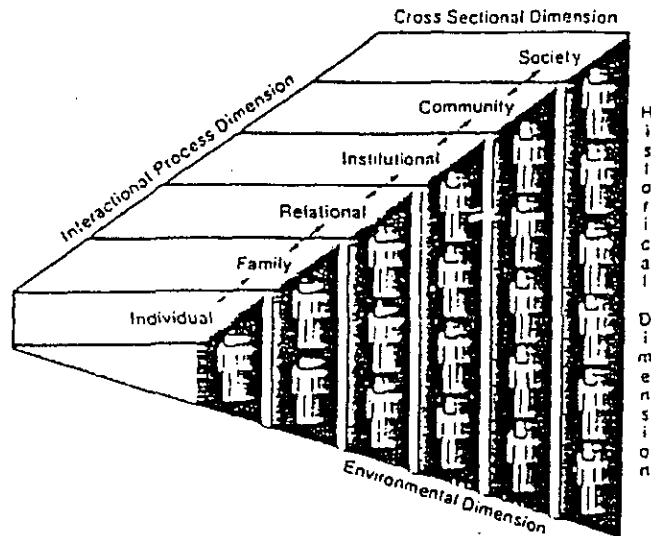 Cross Sectional Dimension
Interactional Process Dimension
Society
Community
Institutional
Relational
Family
Individual
Historical Dimension
Environmental Dimension